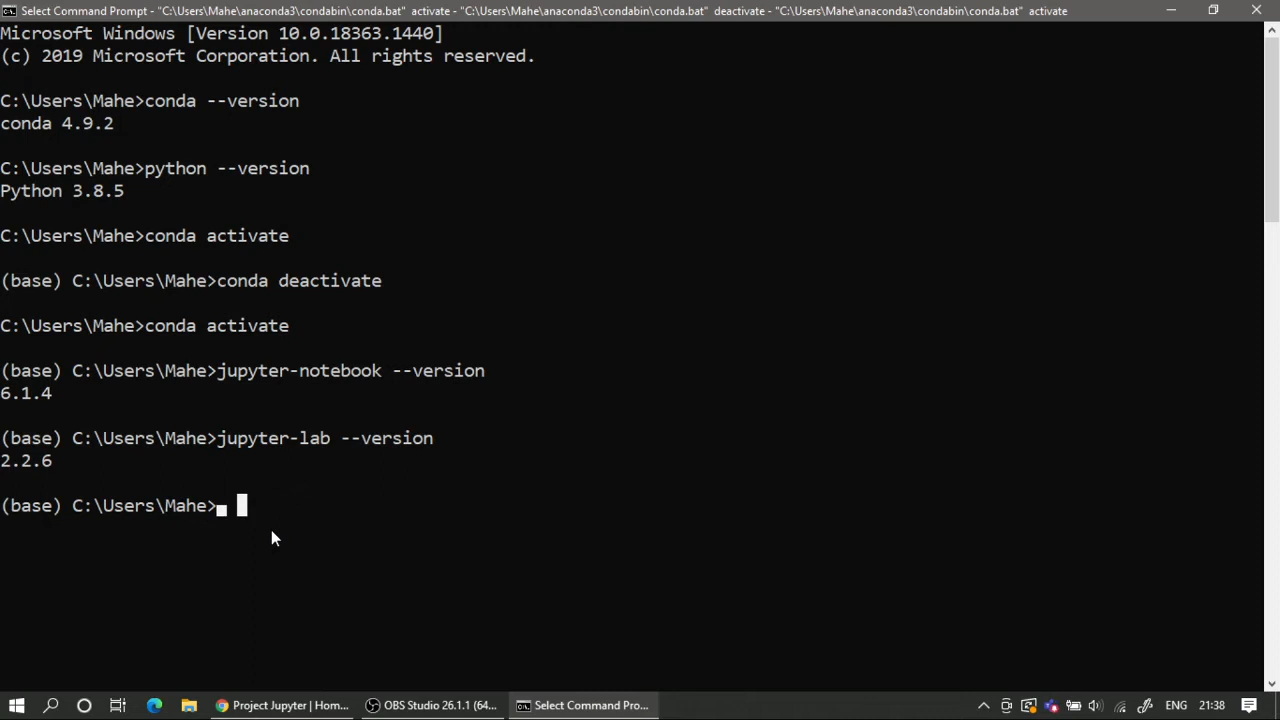 Select Command Prompt - "C:\Users\Mahe\anaconda3\condabin\conda.bat" activate - "C:\Users\Mahe\anaconda3\condabin\conda.bat" deactivate - "C:\Users\Mahe\anaconda3\condabin\conda.bat" activate
Microsoft Windows [Version 10.0.18363.1440]
(c) 2019 Microsoft Corporation. All rights reserved.
C:\Users\Mahe>conda --version
conda 4.9.2
C:\Users\Mahe>python --version
Python 3.8.5
C:\Users\Mahe>conda activate
(base) C:\Users\Mahe>conda deactivate
C:\Users\Mahe>conda activate
(base) C:\Users\Mahe>jupyter-notebook --version
6.1.4
(base) C:\Users\Mahe>jupyter-lab --version
2.2.6
(base) C:\Users\Mahe>
Project Jupyter | Hom... OBS Studio 26.1.1 (64... Select Command Pro... ENG 21:38